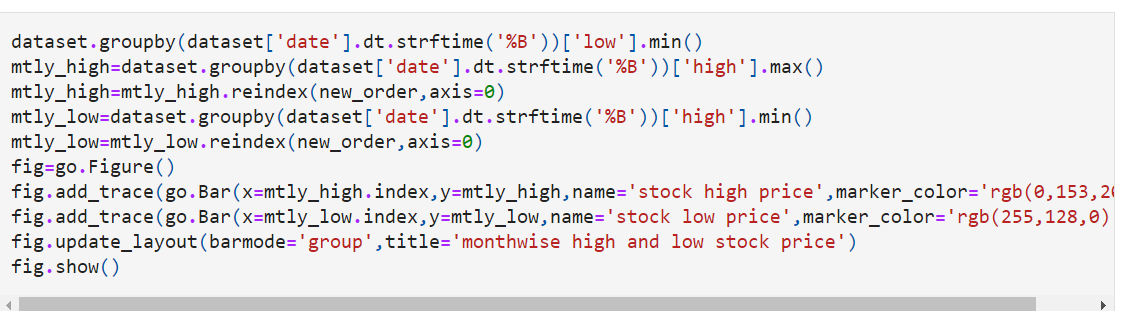 dataset.groupby(dataset['date'].dt.strftime('%B'))['low'].min()
mtly_high=dataset.groupby(dataset['date'].dt.strftime('%B'))['high'].max()
mtly_high=mtly_high.reindex(new_order,axis=0)
mtly_low=dataset.groupby(dataset['date'].dt.strftime('%B'))['high'].min()
mtly_low=mtly_low.reindex(new_order,axis=0)
fig=go.Figure()
fig.add_trace(go.Bar(x=mtly_high.index,y=mtly_high,name='stock high price',marker_color='rgb(0,153,2
fig.add_trace(go.Bar(x=mtly_low.index,y=mtly_low,name='stock low price',marker_color='rgb(255,128,0)
fig.update_layout(barmode='group',title='monthwise high and low stock price')
fig.show()